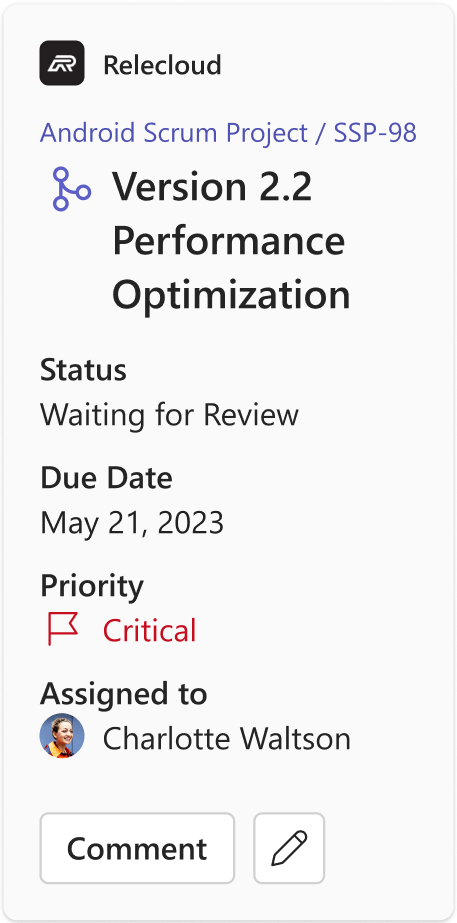 Relecloud
Android Scrum Project / SSP-98
Version 2.2
Performance
Optimization
Status
Waiting for Review
Due Date
May 21, 2023
Priority
Critical
Assigned to
Charlotte Waltson
Comment